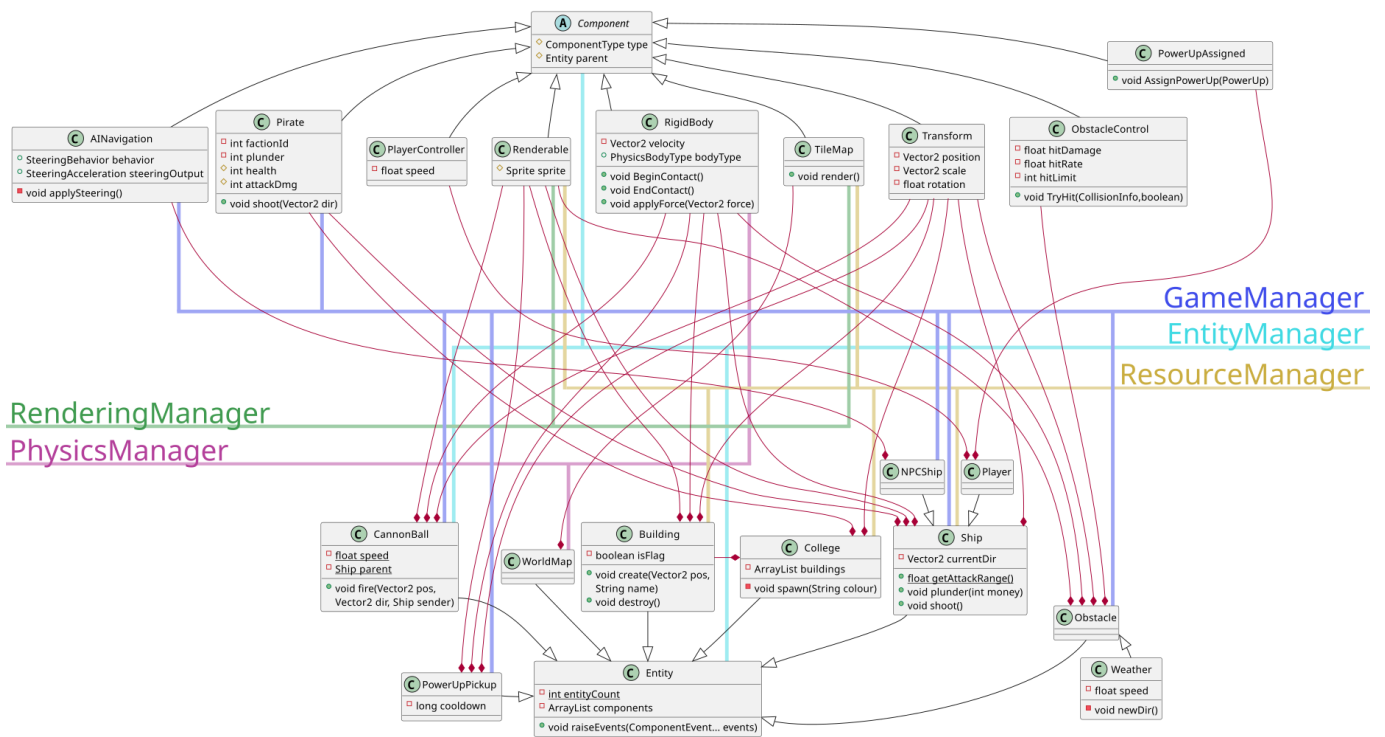 A Component
ComponentType type
Entity parent
C PowerUpAssigned
void AssignPowerUp(PowerUp)
C AINavigation
SteeringBehavior behavior
SteeringAcceleration steeringOutput
void applySteering()
C Pirate
int factionId
int plunder
int health
int attackDmg
void shoot(Vector2 dir)
C PlayerController
float speed
C Renderable
Sprite sprite
C RigidBody
Vector2 velocity
PhysicsBodyType bodyType
void BeginContact()
void EndContact()
void applyForce(Vector2 force)
C TileMap
void render()
C Transform
Vector2 position
Vector2 scale
float rotation
C ObstacleControl
float hitDamage
float hitRate
int hitLimit
void TryHit(CollisionInfo,boolean)
GameManager
EntityManager
ResourceManager
RenderingManager
PhysicsManager
C NPCShip
C Player
C CannonBall
float speed
Ship parent
void fire(Vector2 pos,
Vector2 dir, Ship sender)
C WorldMap
C Building
boolean isFlag
void create(Vector2 pos,
String name)
void destroy()
C College
ArrayList buildings
void spawn(String colour)
C Ship
Vector2 currentDir
float getAttackRange()
void plunder(int money)
void shoot()
C Obstacle
C PowerUpPickup
long cooldown
C Entity
int entityCount
ArrayList components
void raiseEvents(ComponentEvent... events)
C Weather
float speed
void newDir()